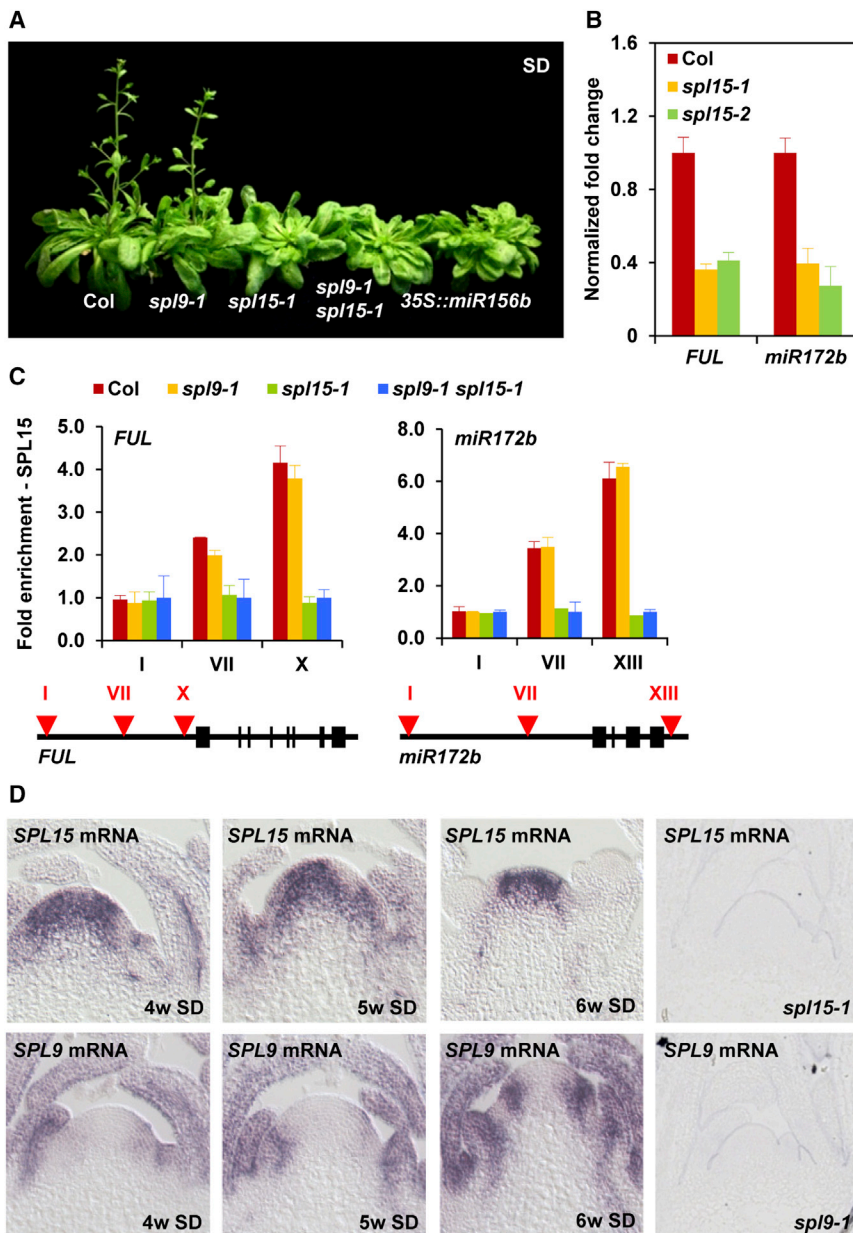 A
SD
Col
spl9-1
spl15-1
spl9-1
spl15-1
35S::miR156b
B
1.6
1.2
0.8
0.4
0
Normalized fold change
Col
spl15-1
spl15-2
FUL
miR172b
C
Col
spl9-1
spl15-1
spl9-1 spl15-1
Fold enrichment - SPL15
5.0
4.0
3.0
2.0
1.0
0.0
FUL
I
VII
X
8.0
6.0
4.0
2.0
0.0
miR172b
I
VII
XIII
I
VII
X
FUL
I
VII
XIII
miR172b
D
SPL15 mRNA
4w SD
SPL15 mRNA
5w SD
SPL15 mRNA
6w SD
SPL15 mRNA
spl15-1
SPL9 mRNA
4w SD
SPL9 mRNA
5w SD
SPL9 mRNA
6w SD
SPL9 mRNA
spl9-1